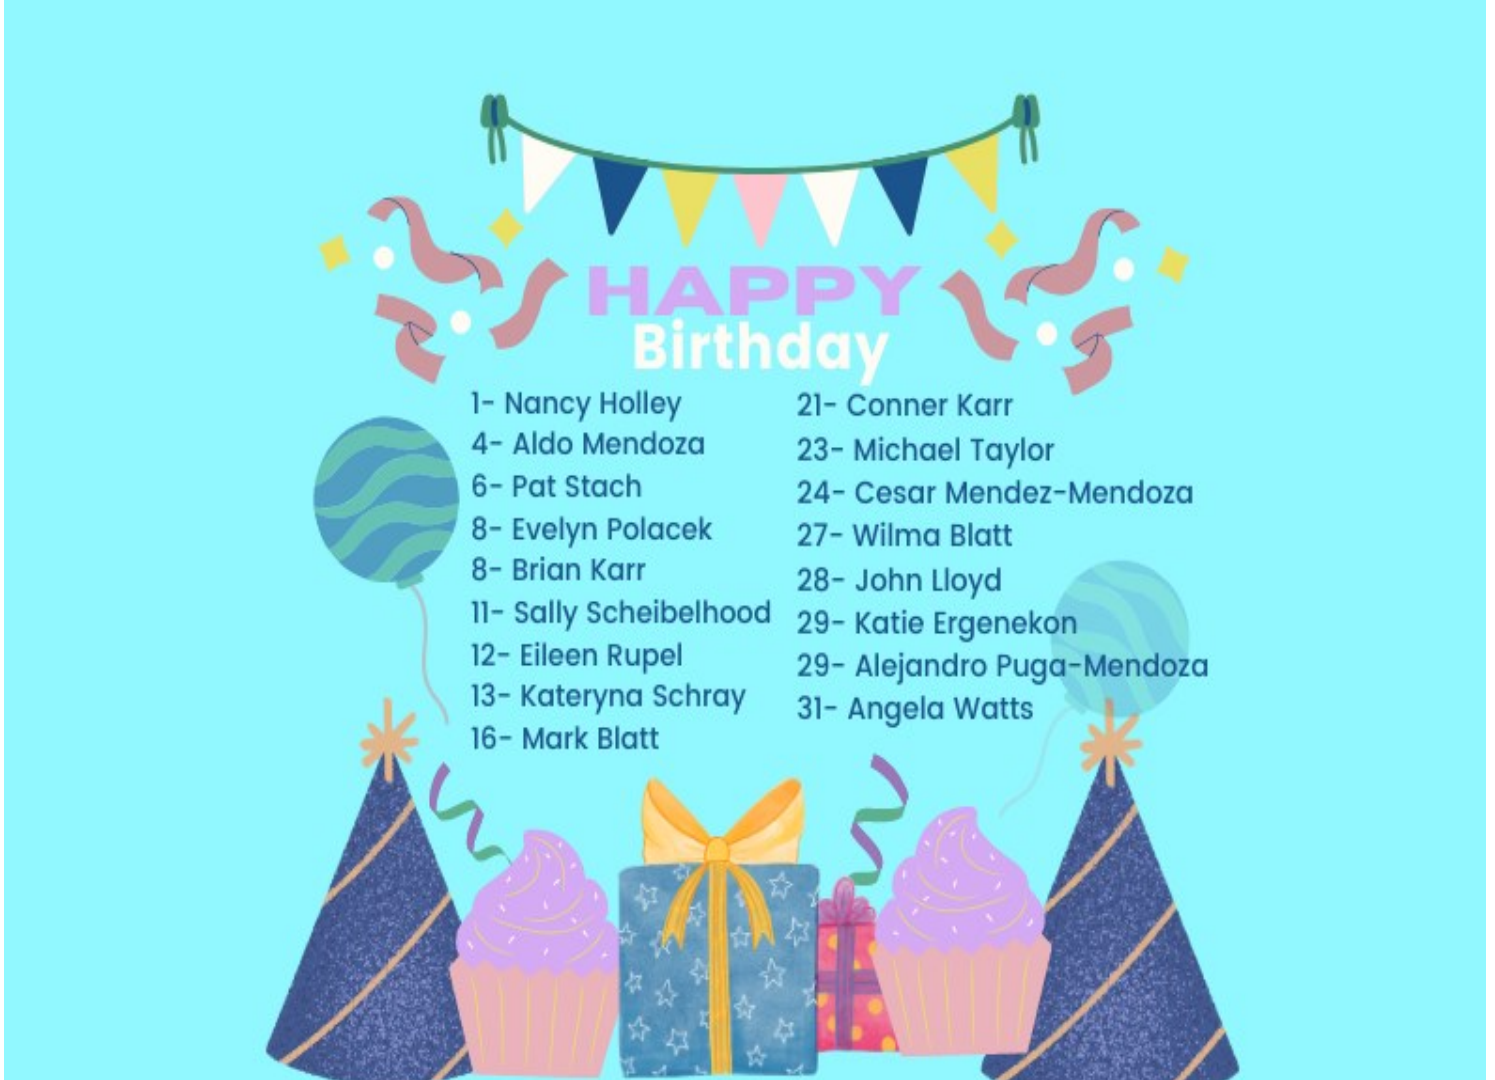 HAPPY
Birthday
1- Nancy Holley
4- Aldo Mendoza
6- Pat Stach
8- Evelyn Polacek
8- Brian Karr
11- Sally Scheibelhood
12- Eileen Rupel
13- Kateryna Schray
16- Mark Blatt
21- Conner Karr
23- Michael Taylor
24- Cesar Mendez-Mendoza
27- Wilma Blatt
28- John Lloyd
29- Katie Ergenekon
29- Alejandro Puga-Mendoza
31- Angela Watts